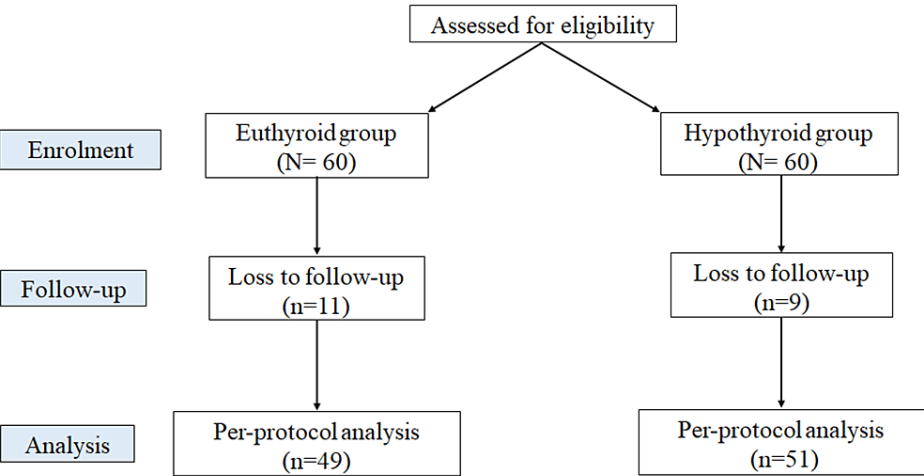 Assessed for eligibility
Enrolment
Euthyroid group
(N= 60)
Hypothyroid group
(N= 60)
Follow-up
Loss to follow-up
(n=11)
Loss to follow-up
(n=9)
Analysis
Per-protocol analysis
(n=49)
Per-protocol analysis
(n=51)